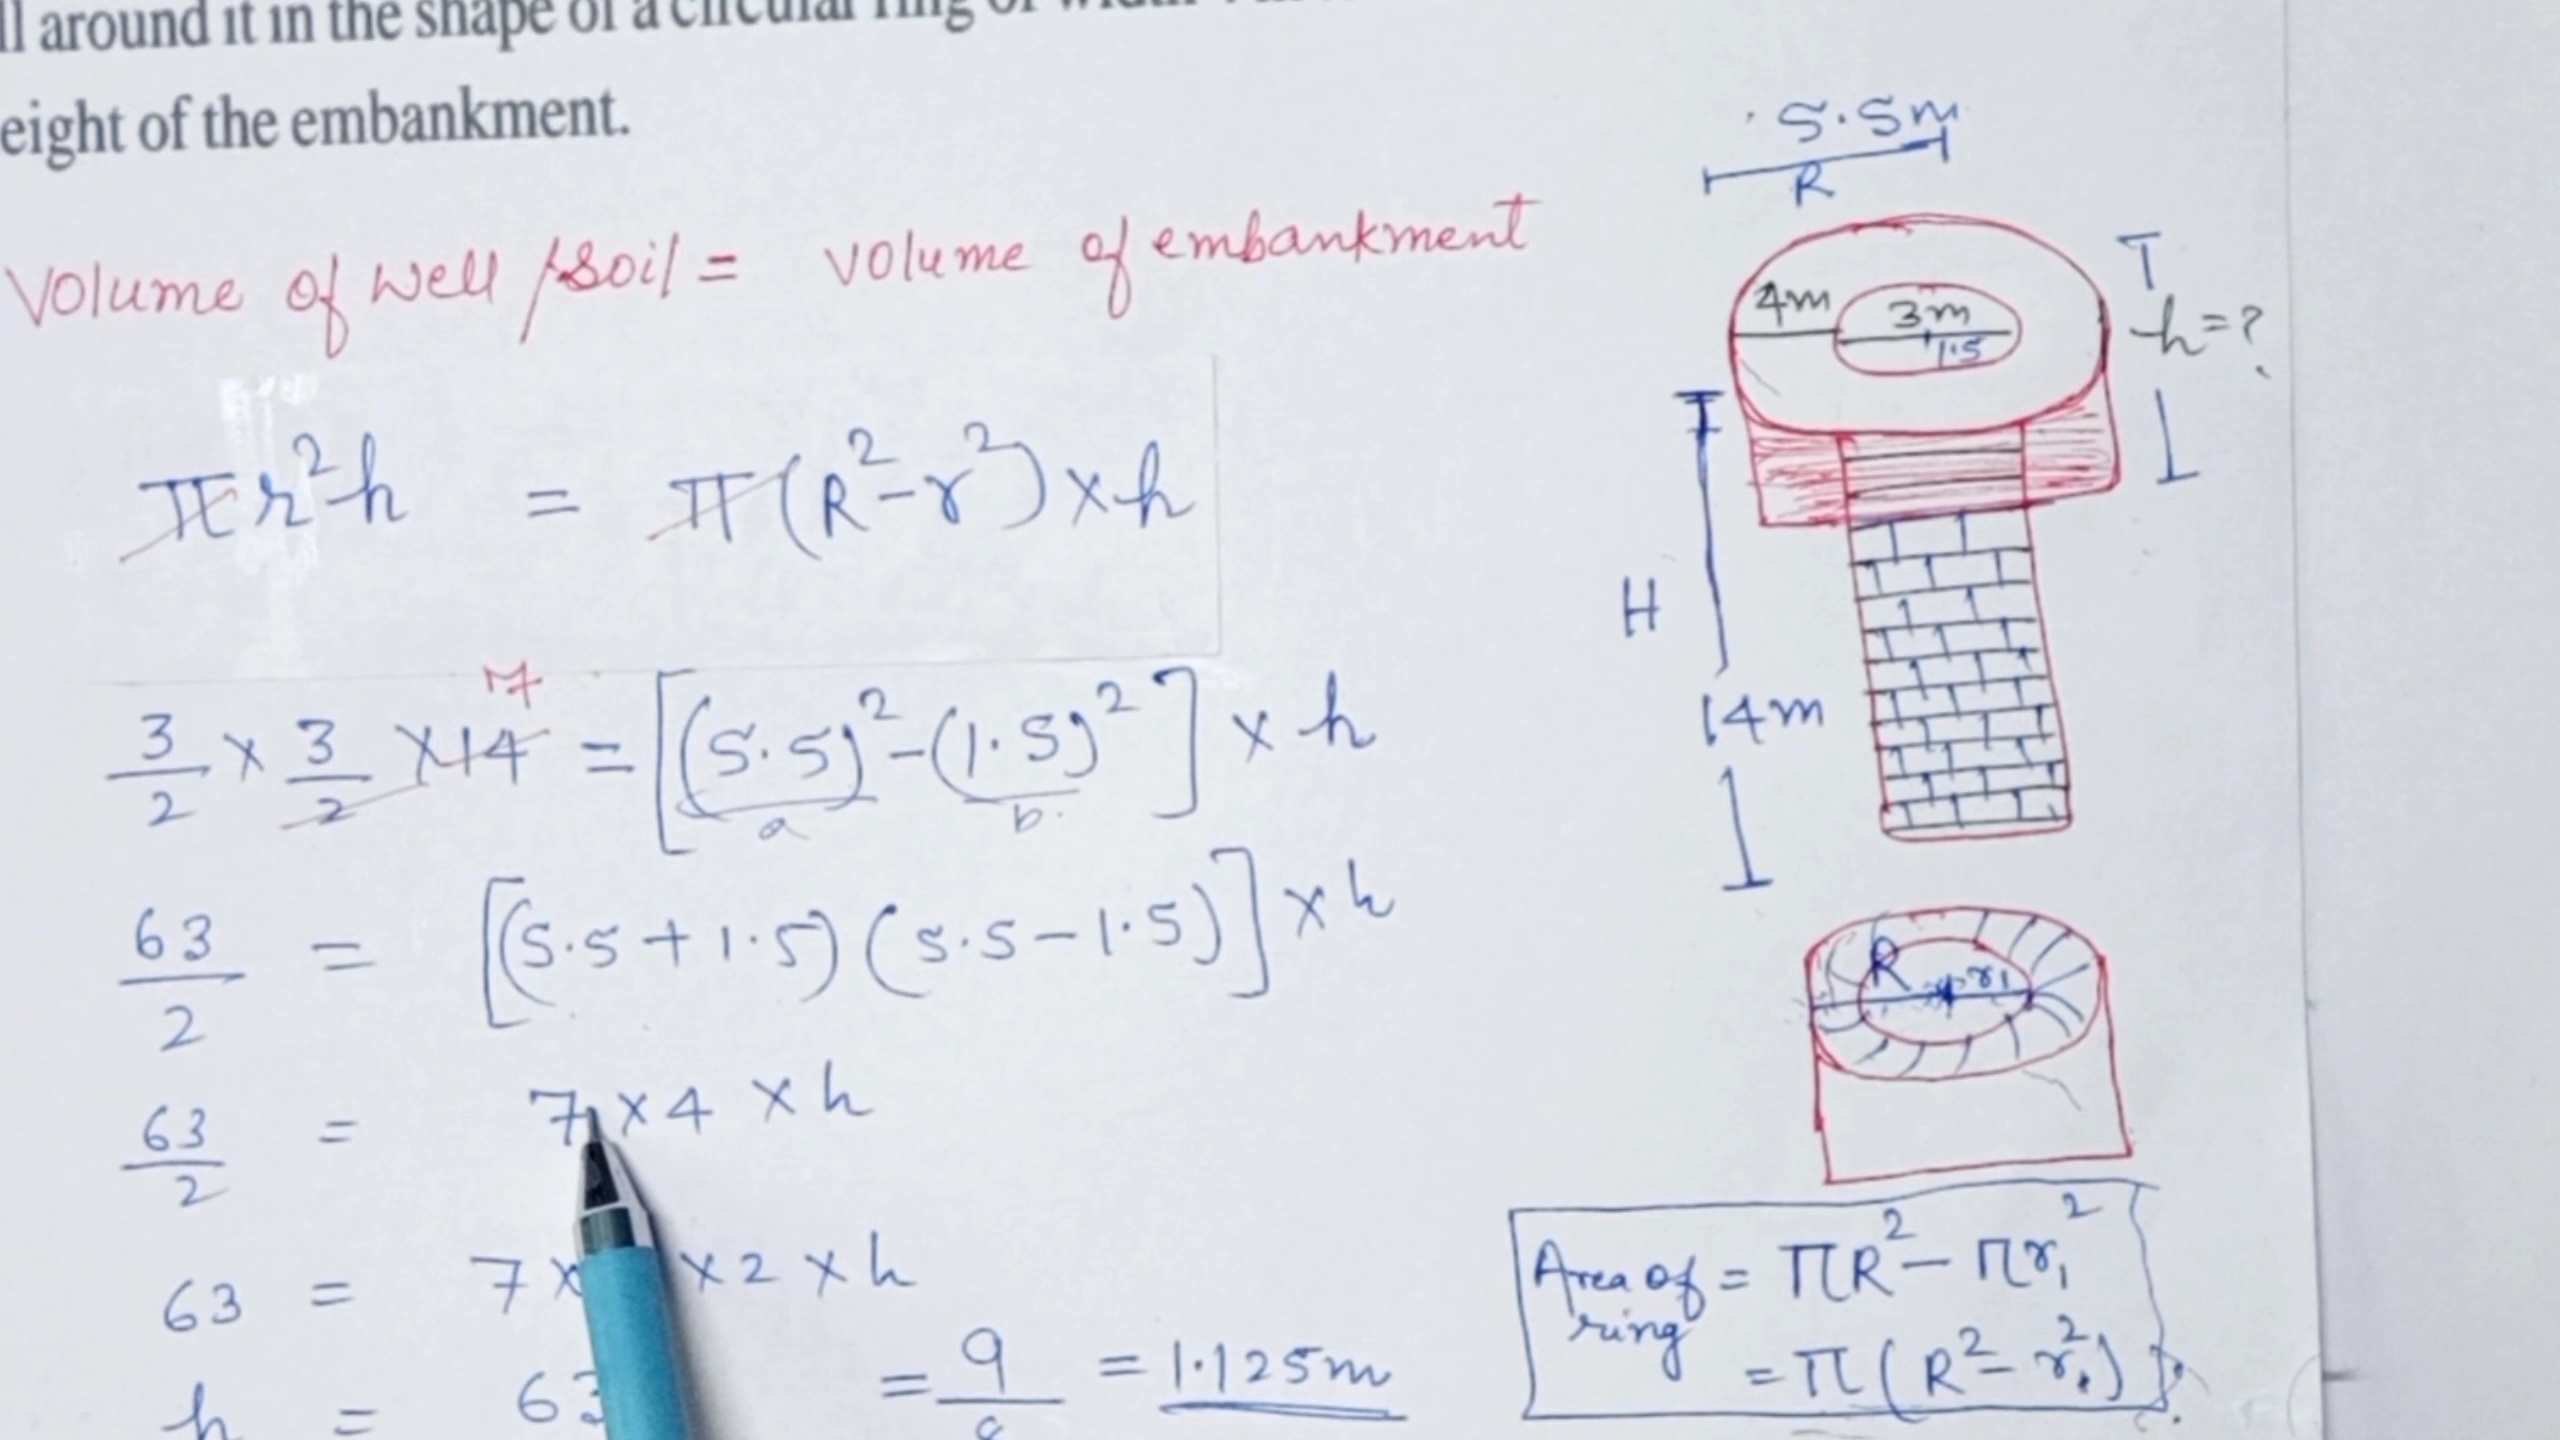 ll around it in the shape of a circular ring of width
eight of the embankment.
Volume of well / soil = volume of embankment
πr²h = π(R²-r²)×h
7
3/2 × 3/2 ×14 = [(5.5)²-(1.5)²] × h
a b
63/2 = [(5.5+1.5)(5.5-1.5)] × h
63/2 = 7×4 ×h
63 = 7× ×2 ×h
h = 63 = 9/8 = 1.125m
5.5m
R
4m 3m
1.5
h=?
H
14m
R r₁
Area of ring = πR² - πr₁²
= π(R²- r₁²)